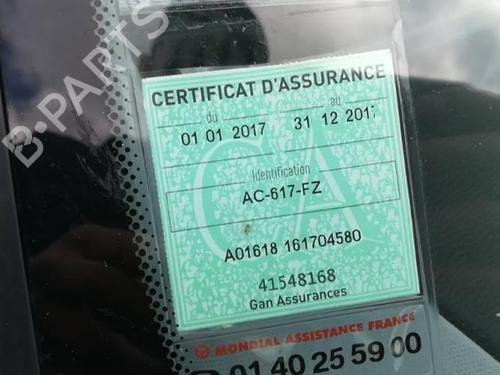 B-PARTS
CERTIFICAT D'ASSURANCE
du au
01 01 2017 31 12 2017
Identification
AC-617-FZ
A01618 161704580
41548168
Gan Assurances
MONDIAL ASSISTANCE FRANCE
01 40 25 59 00